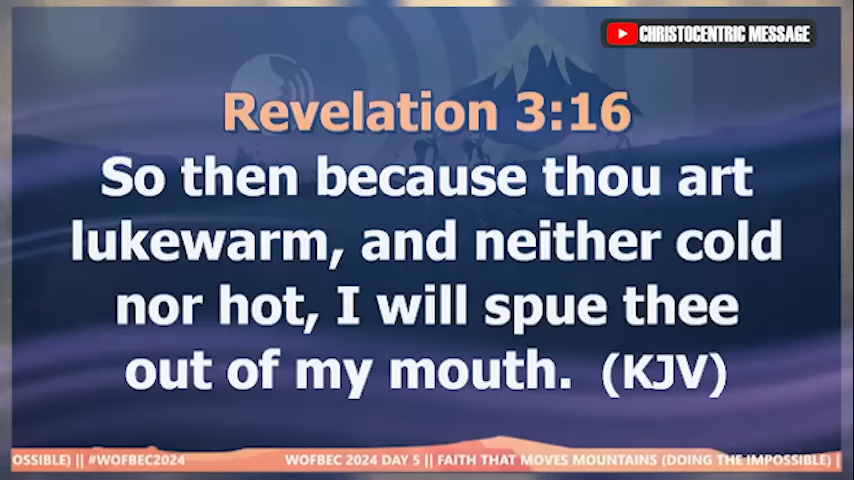 CHRISTOCENTRIC MESSAGE
Revelation 3:16
So then because thou art
lukewarm, and neither cold
nor hot, I will spue thee
out of my mouth. (KJV)
OSSIBLE) || #WOFBEC2024 WOFBEC 2024 DAY 5 || FAITH THAT MOVES MOUNTAINS (DOING THE IMPOSSIBLE) |